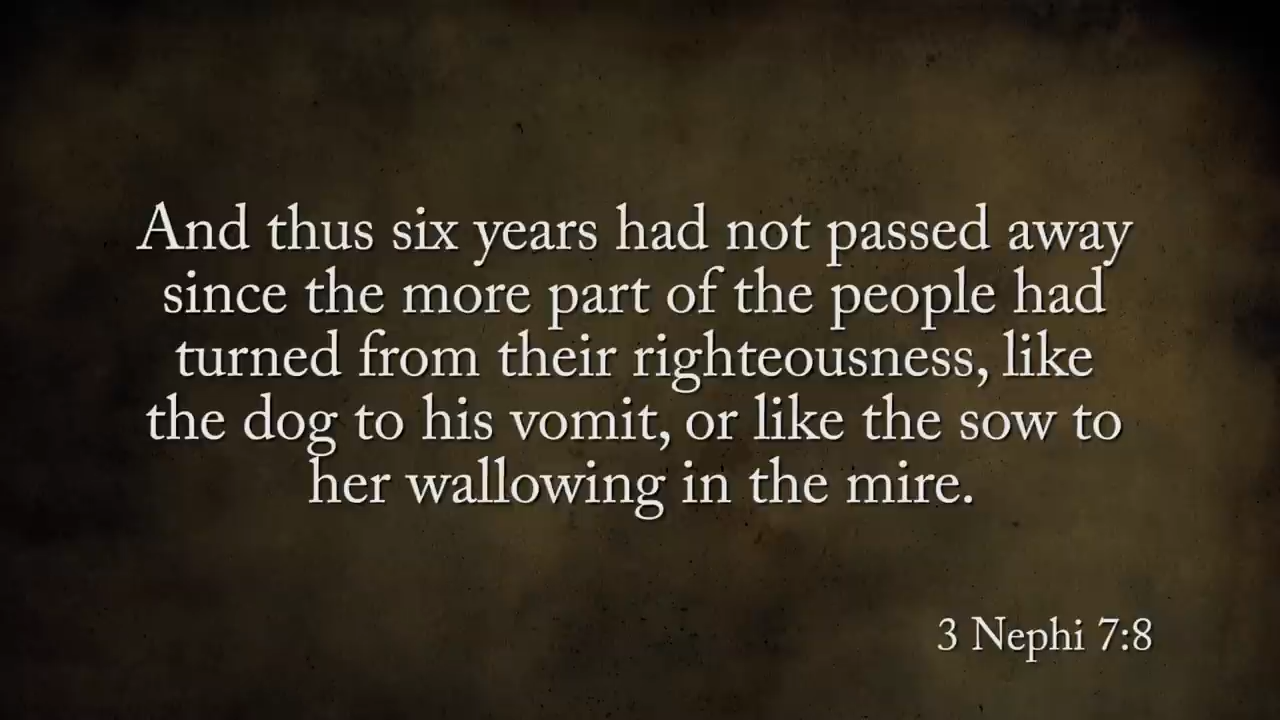 And thus six years had not passed away
since the more part of the people had
turned from their righteousness, like
the dog to his vomit, or like the sow to
her wallowing in the mire.
3 Nephi 7:8